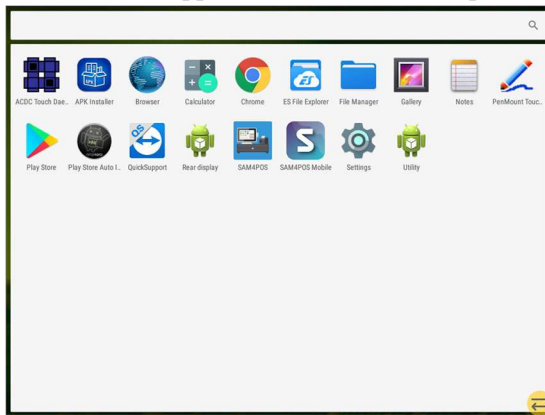 ACDC Touch Dae..
APK Installer
Browser
Calculator
Chrome
ES File Explorer
File Manager
Gallery
Notes
PenMount Touc..
Play Store
Play Store Auto I..
QuickSupport
Rear display
SAM4POS
SAM4POS Mobile
Settings
Utility